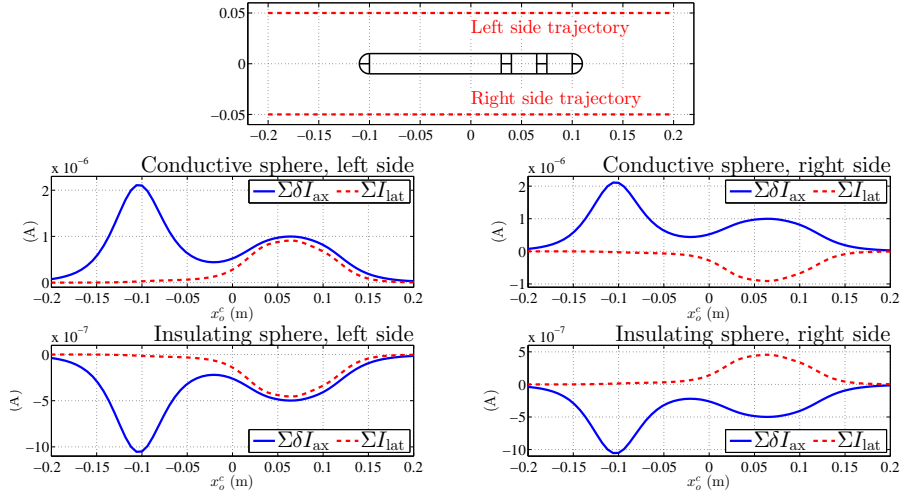 0.05
Left side trajectory
0
Right side trajectory
−0.05
−0.2 −0.15 −0.1 −0.05 0 0.05 0.1 0.15 0.2
x 10⁻⁶ Conductive sphere, left side
ΣδI_ax ΣI_lat
2
1
0
(A)
−0.2 −0.15 −0.1 −0.05 0 0.05 0.1 0.15 0.2
x_o^c (m)
x 10⁻⁶ Conductive sphere, right side
ΣδI_ax ΣI_lat
2
1
0
−1
(A)
−0.2 −0.15 −0.1 −0.05 0 0.05 0.1 0.15 0.2
x_o^c (m)
x 10⁻⁷ Insulating sphere, left side
0
−5
−10
(A)
ΣδI_ax ΣI_lat
−0.2 −0.15 −0.1 −0.05 0 0.05 0.1 0.15 0.2
x_o^c (m)
x 10⁻⁷ Insulating sphere, right side
5
0
−5
−10
(A)
ΣδI_ax ΣI_lat
−0.2 −0.15 −0.1 −0.05 0 0.05 0.1 0.15 0.2
x_o^c (m)